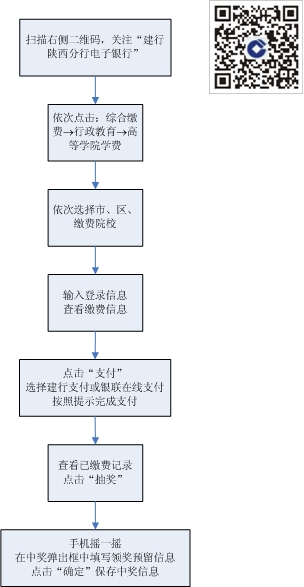 扫描右侧二维码，关注“建行
陕西分行电子银行”
依次点击：综合缴
费→行政教育→高
等学院学费
依次选择市、区、
缴费院校
输入登录信息
查看缴费信息
点击“支付”
选择建行支付或银联在线支付
按照提示完成支付
查看已缴费记录
点击“抽奖”
手机摇一摇
在中奖弹出框中填写领奖预留信息
点击“确定”保存中奖信息